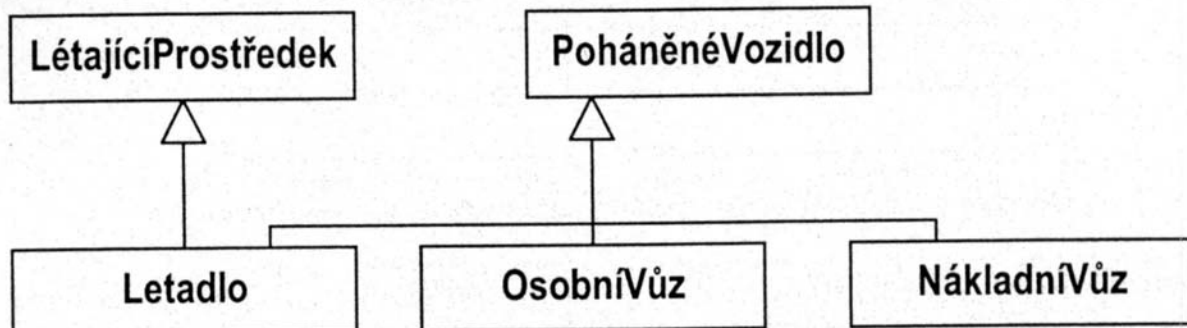 LétajícíProstředek
PoháněnéVozidlo
Letadlo
OsobníVůz
NákladníVůz